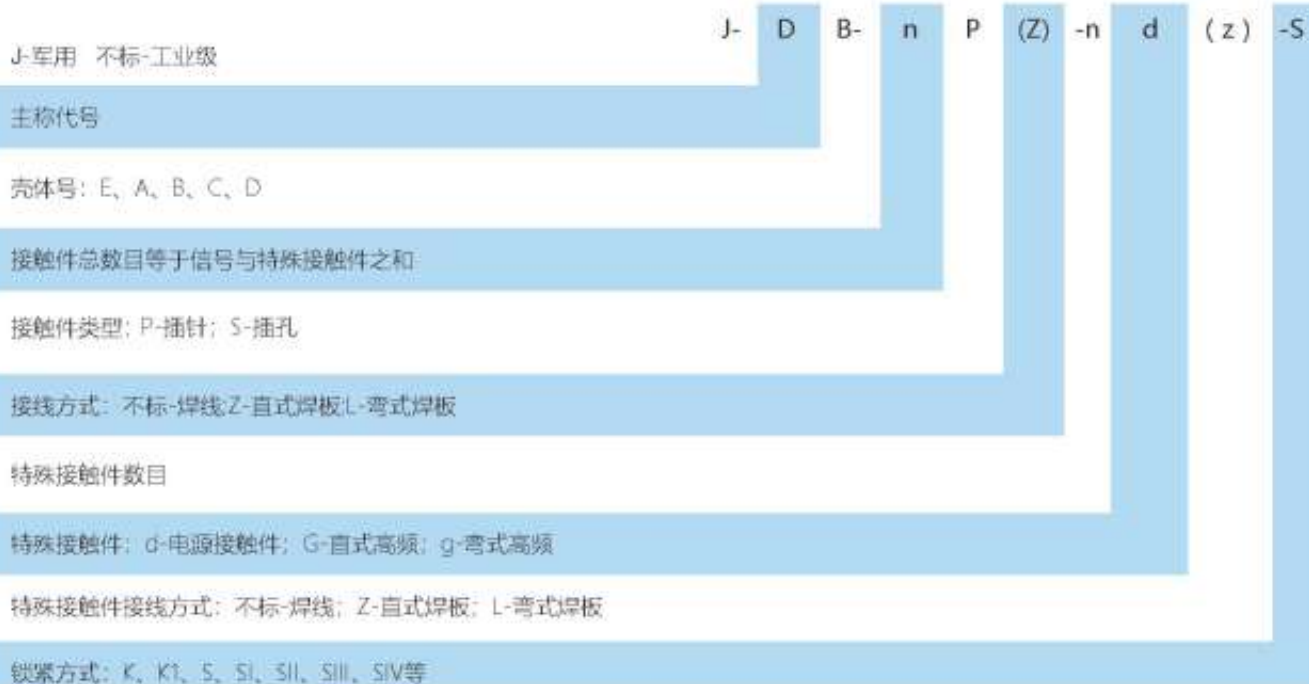 J- D B- n P (Z) -n d (z) -S
J-军用 不标-工业级
主称代号
壳体号：E、A、B、C、D
接触件总数目等于信号与特殊接触件之和
接触件类型：P-插针；S-插孔
接线方式：不标-焊线;Z-直式焊板;L-弯式焊板
特殊接触件数目
特殊接触件：d-电源接触件；G-直式高频；g-弯式高频
特殊接触件接线方式：不标-焊线；Z-直式焊板；L-弯式焊板
锁紧方式：K、K1、S、SI、SII、SIII、SIV等